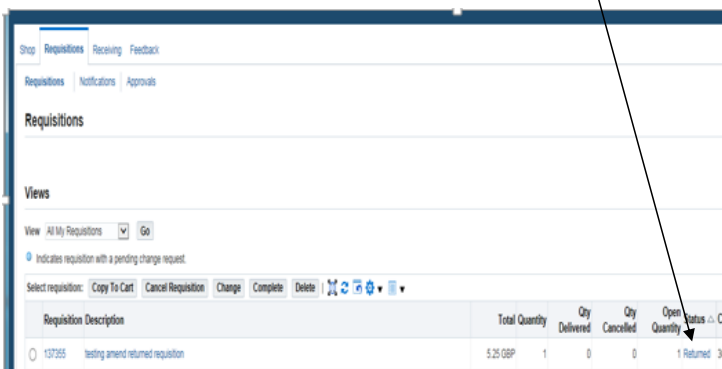 Shop Requisitions Receiving Feedback
Requisitions Notifications Approvals
Requisitions
Views
View All My Requisitions Go
Indicates requisition with a pending change request.
Select requisition: Copy To Cart Cancel Requisition Change Complete Delete
Requisition Description Total Quantity Qty Delivered Qty Cancelled Open Quantity Status
137355 testing amend returned requisition 5.25 GBP 1 0 0 1 Returned